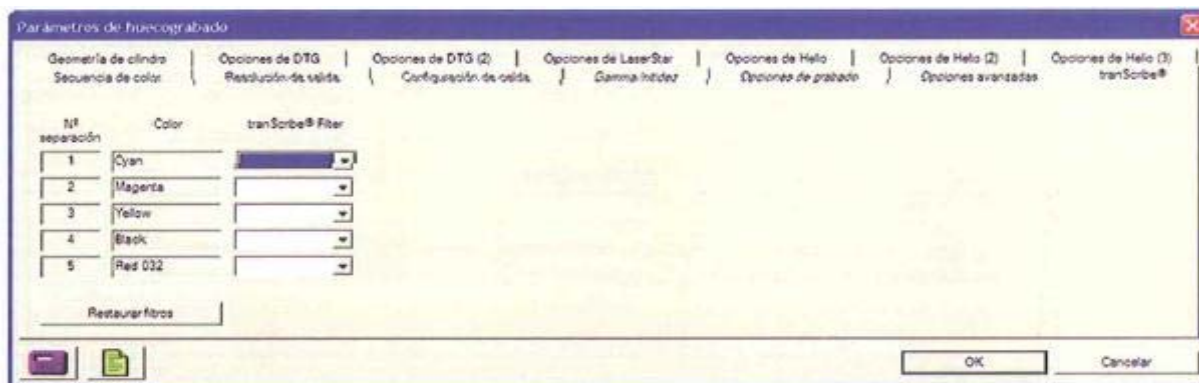 Parámetros de huecograbado
Geometría de cilindro | Opciones de DTG | Opciones de DTG (2) | Opciones de LaserStar | Opciones de Helio | Opciones de Helio (2) | Opciones de Helio (3)
Secuencia de color Resolución de salida Configuración de salida Gamma/nitidez Opciones de grabado Opciones avanzadas tranScribe®
Nº separación Color tranScribe® Filter
1 Cyan
2 Magenta
3 Yellow
4 Black
5 Red 032
Restaurar filtros
OK Cancelar